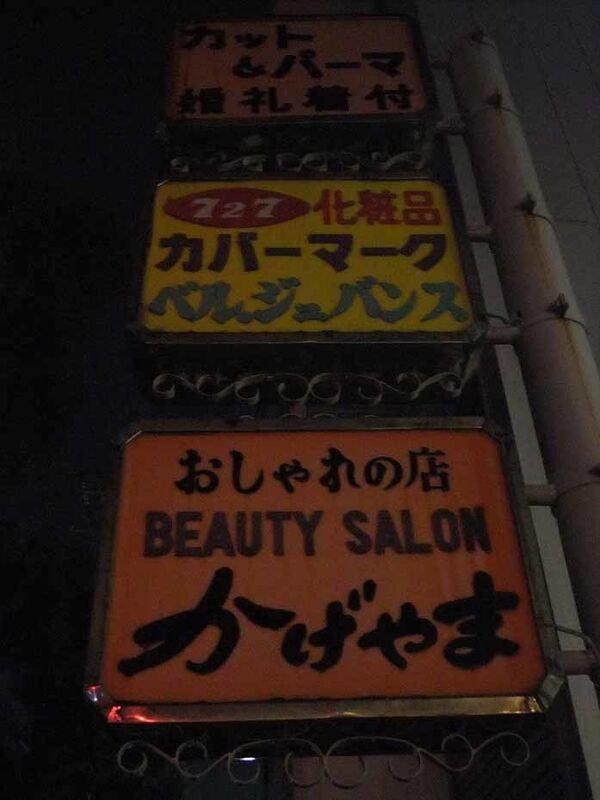 カット
&パーマ
婚礼着付
727 化粧品
カバーマーク
ベル・ジュバンス
おしゃれの店
BEAUTY SALON
かげやま